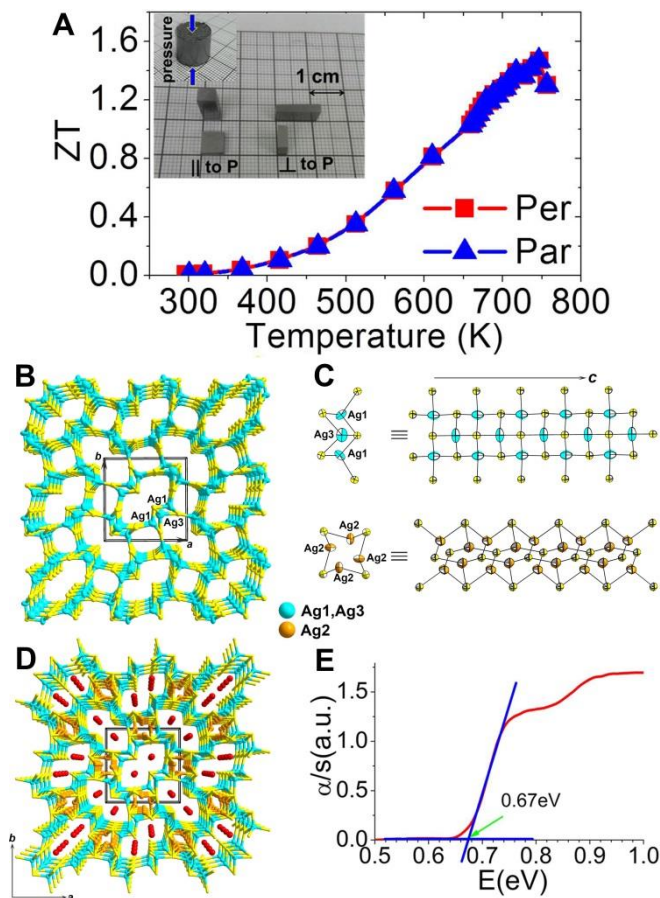 A
ZT
1.6
1.2
0.8
0.4
0.0
pressure
1 cm
|| to P
⊥ to P
Per
Par
300 400 500 600 700 800
Temperature (K)
B
b
a
Ag1
Ag1
Ag3
C
c
Ag1
Ag3
Ag1
≡
Ag2
Ag2
Ag2
Ag2
≡
Ag1,Ag3
Ag2
D
b
a
E
α/s(a.u.)
1.5
1.0
0.5
0.0
0.67eV
0.5 0.6 0.7 0.8 0.9 1.0
E(eV)